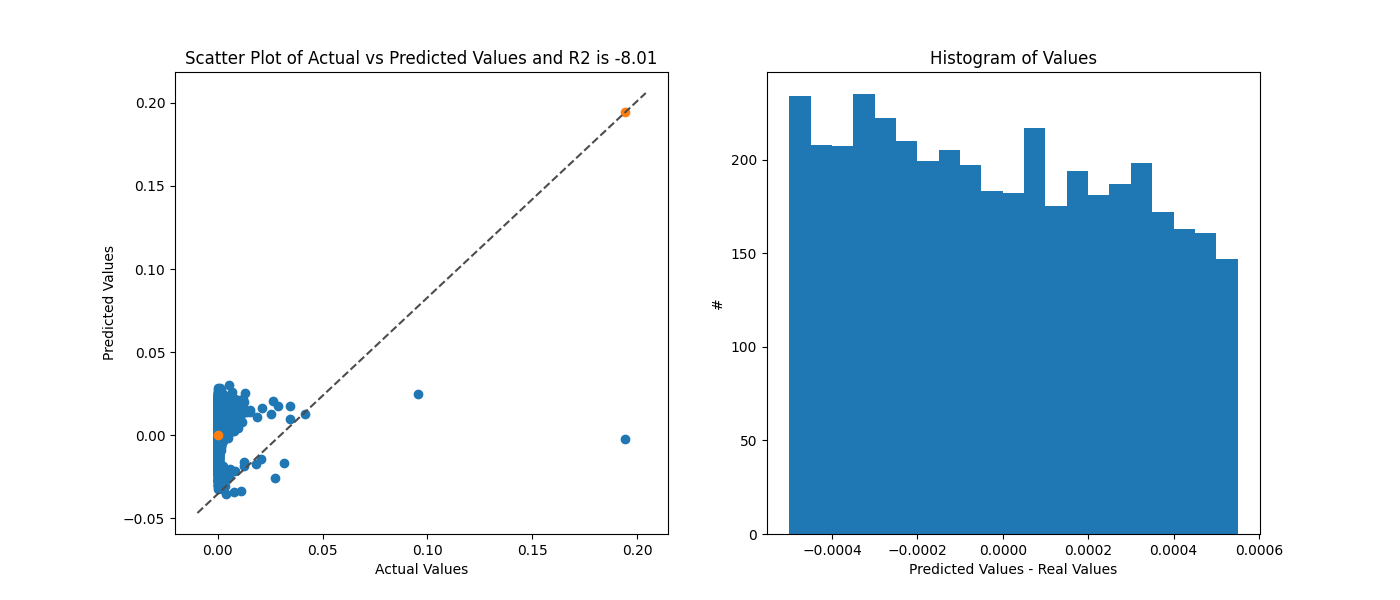 Scatter Plot of Actual vs Predicted Values and R2 is -8.01
Predicted Values
0.20
0.15
0.10
0.05
0.00
−0.05
0.00 0.05 0.10 0.15 0.20
Actual Values
Histogram of Values
#
200
150
100
50
0
−0.0004 −0.0002 0.0000 0.0002 0.0004 0.0006
Predicted Values - Real Values